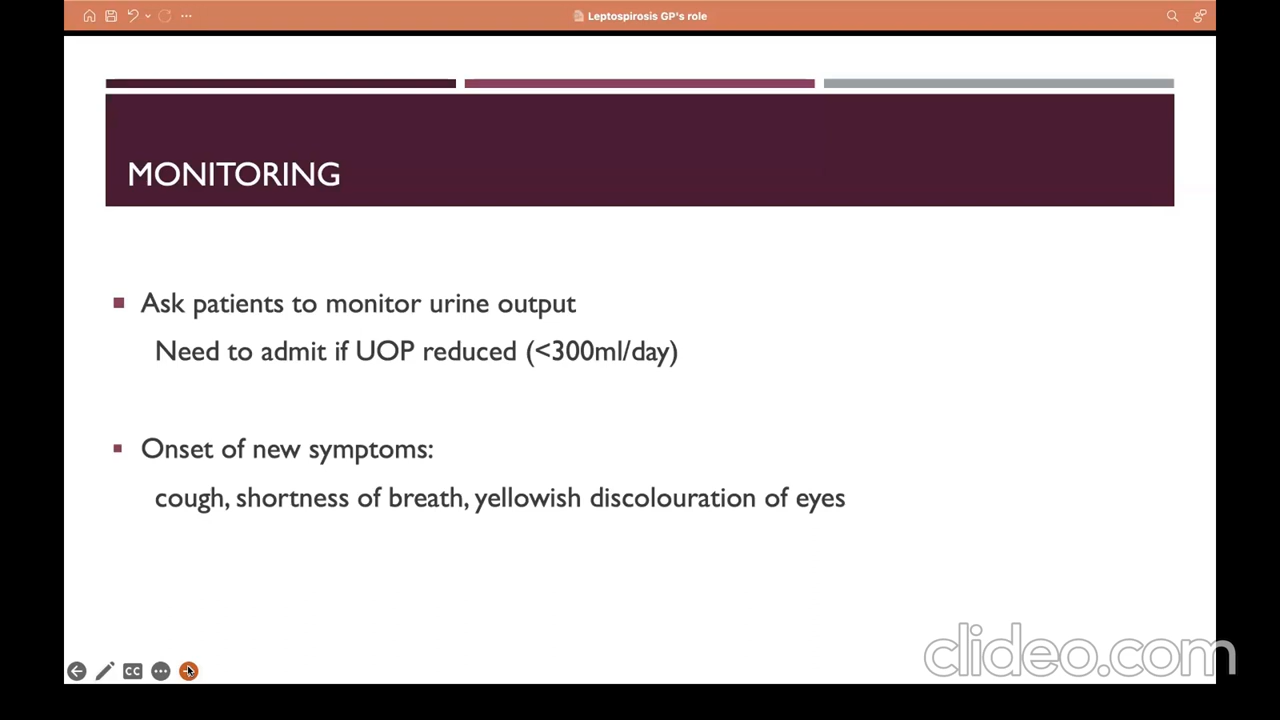 Leptospirosis GP's role
MONITORING
Ask patients to monitor urine output
Need to admit if UOP reduced (<300ml/day)
Onset of new symptoms:
cough, shortness of breath, yellowish discolouration of eyes
CC
clideo.com